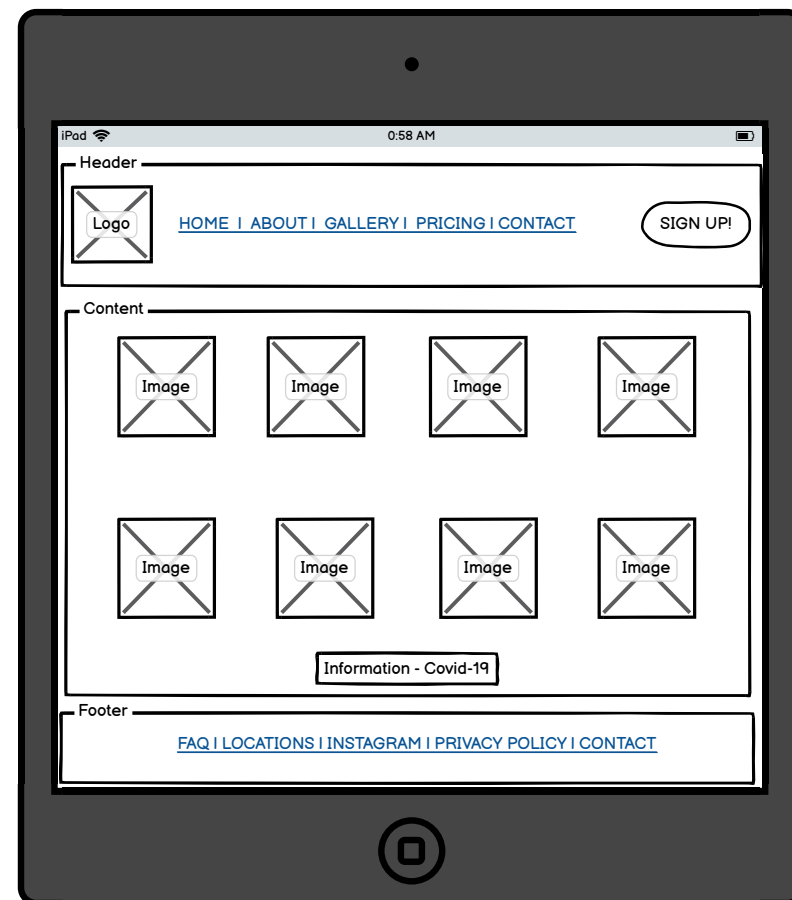 iPad 0:58 AM
Header
Logo HOME | ABOUT | GALLERY | PRICING | CONTACT SIGN UP!
Content
Image Image Image Image
Image Image Image Image
Information - Covid-19
Footer
FAQ | LOCATIONS | INSTAGRAM | PRIVACY POLICY | CONTACT